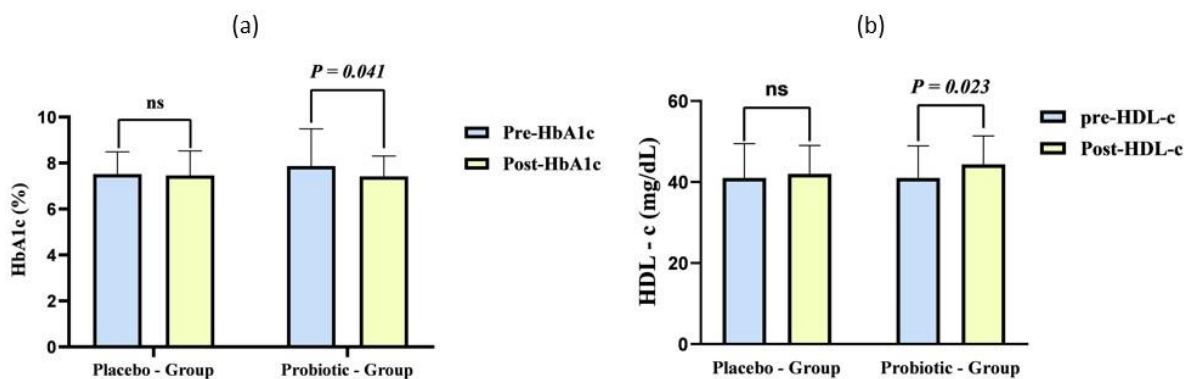 (a)
P = 0.041
ns
10
8
6
4
2
0
HbA1c (%)
Placebo - Group
Probiotic - Group
Pre-HbA1c
Post-HbA1c
(b)
P = 0.023
ns
60
40
20
0
HDL - c (mg/dL)
Placebo - Group
Probiotic - Group
pre-HDL-c
Post-HDL-c